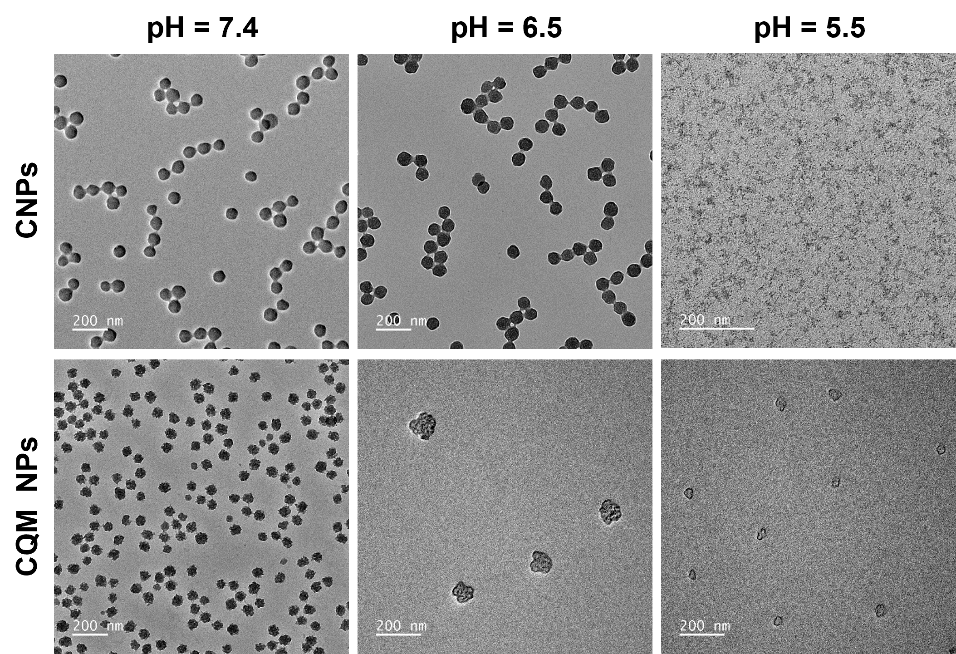 pH = 7.4 pH = 6.5 pH = 5.5
CNPs
200 nm 200 nm 200 nm
CQM NPs
200 nm 200 nm 200 nm